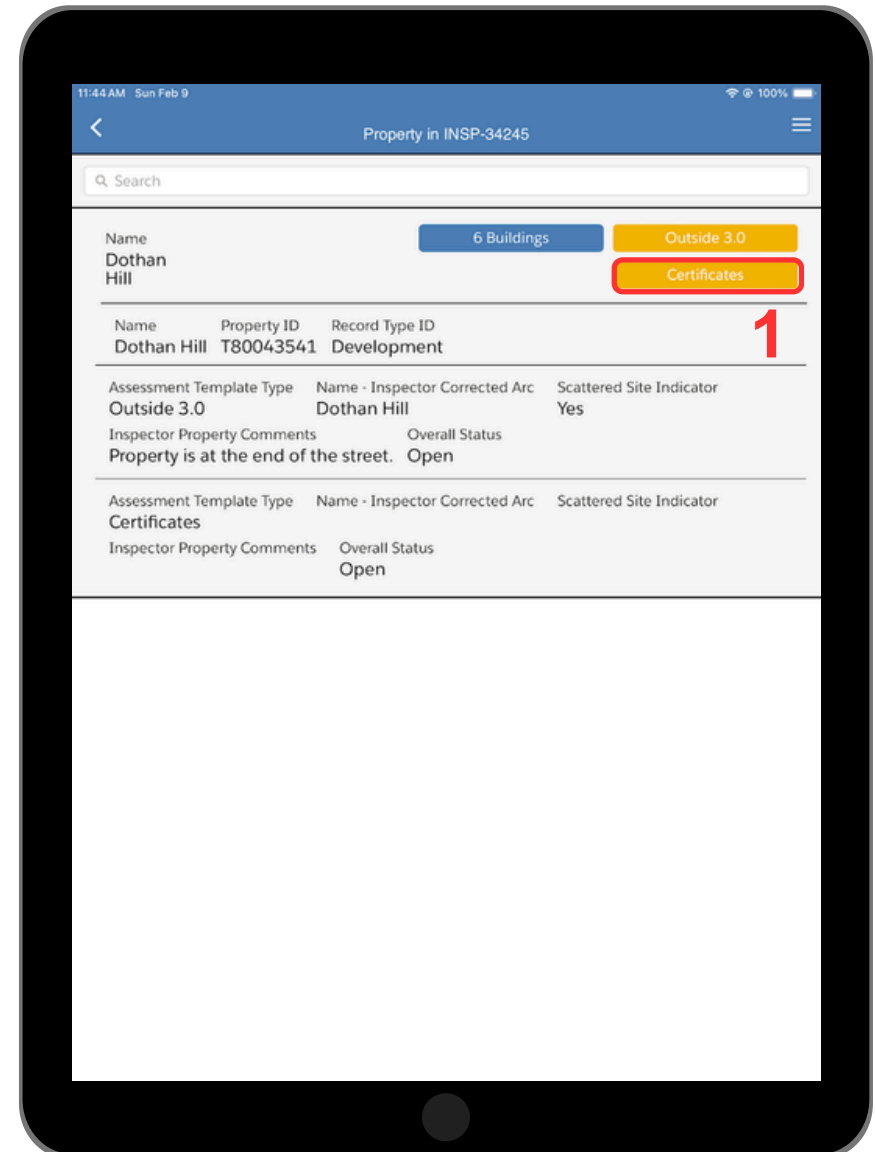 11:44 AM Sun Feb 9 100%
Property in INSP-34245
Search
Name
Dothan
Hill
6 Buildings
Outside 3.0
Certificates
1
Name Property ID Record Type ID
Dothan Hill T80043541 Development
Assessment Template Type Name - Inspector Corrected Arc Scattered Site Indicator
Outside 3.0 Dothan Hill Yes
Inspector Property Comments Overall Status
Property is at the end of the street. Open
Assessment Template Type Name - Inspector Corrected Arc Scattered Site Indicator
Certificates
Inspector Property Comments Overall Status
Open